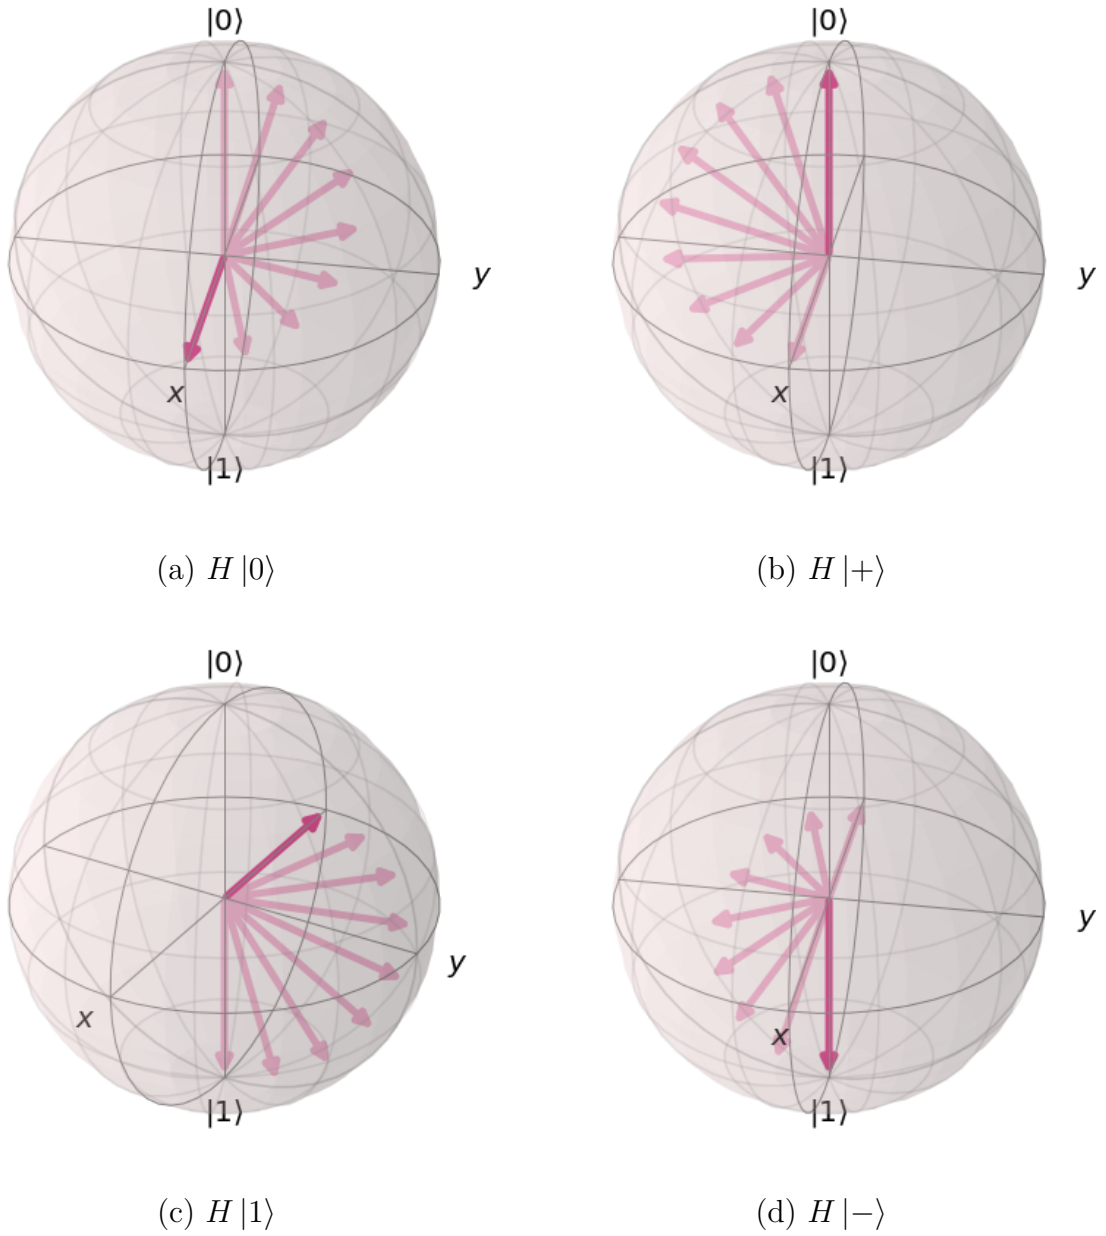 |0⟩ |0⟩
y y
x x
|1⟩ |1⟩
(a) H |0⟩ (b) H |+⟩
|0⟩ |0⟩
y
y
x
x
|1⟩ |1⟩
(c) H |1⟩ (d) H |−⟩